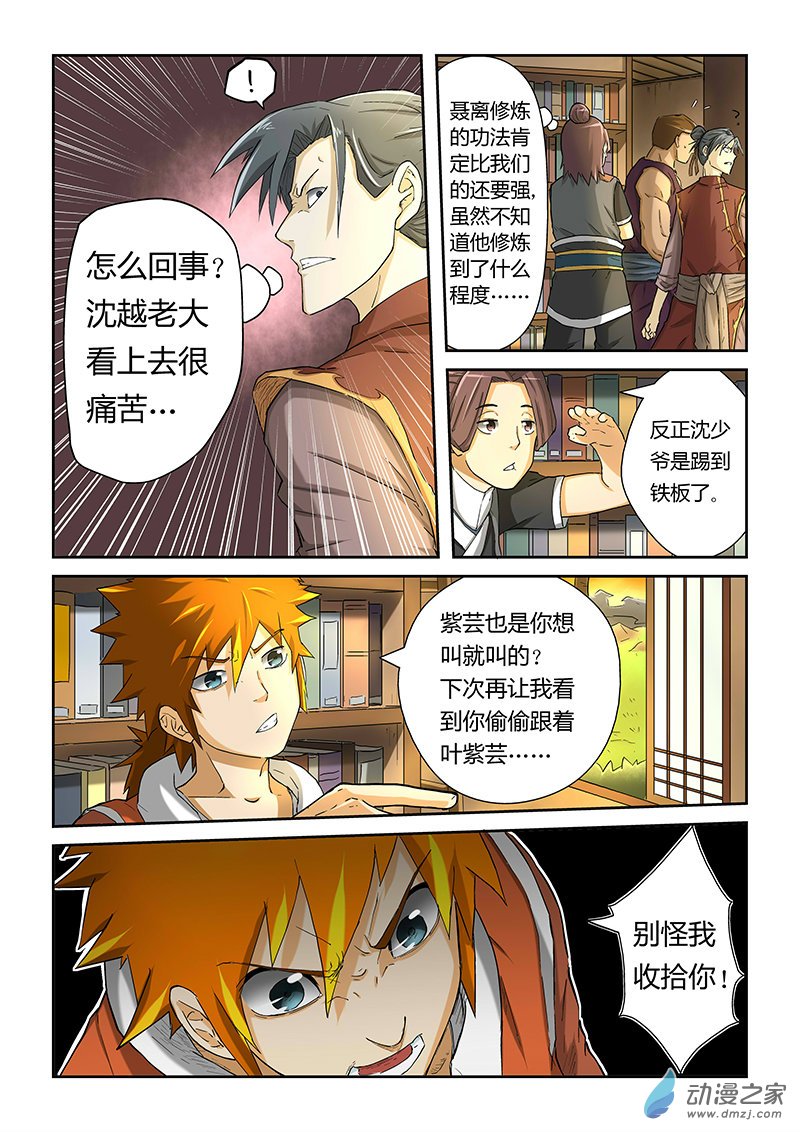 !
怎么回事？
沈越老大
看上去很
痛苦…
聂离修炼
的功法肯
定比我们
的还要强，
虽然不知
道他修炼
到了什么
程度……
反正沈少
爷是踢到
铁板了。
紫芸也是你想
叫就叫的？
下次再让我看
到你偷偷跟着
叶紫芸……
别怪我
收拾你！
动漫之家
www.dmzj.com